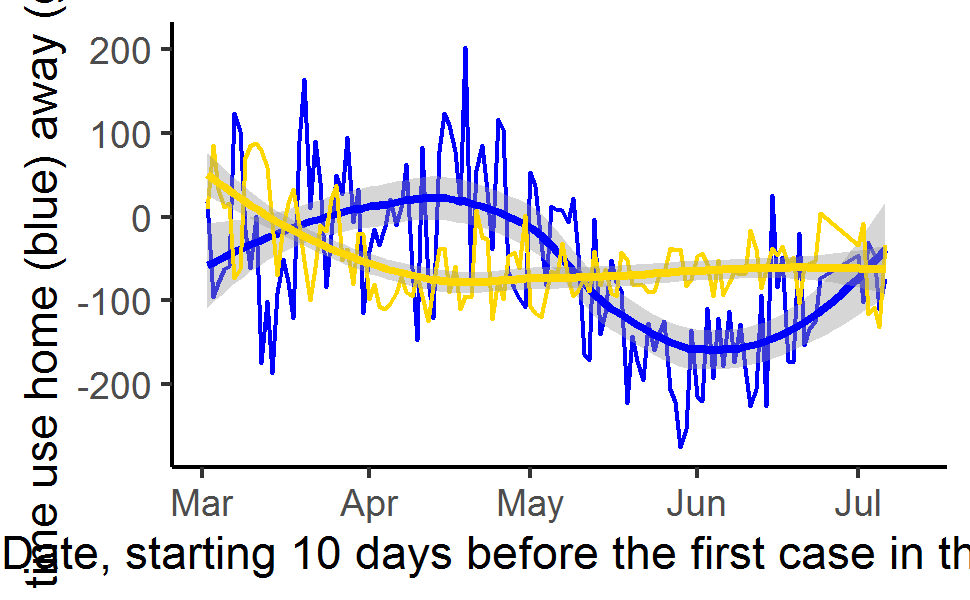 time use home (blue) away (
200
100
0
-100
-200
Mar Apr May Jun Jul
Date, starting 10 days before the first case in th